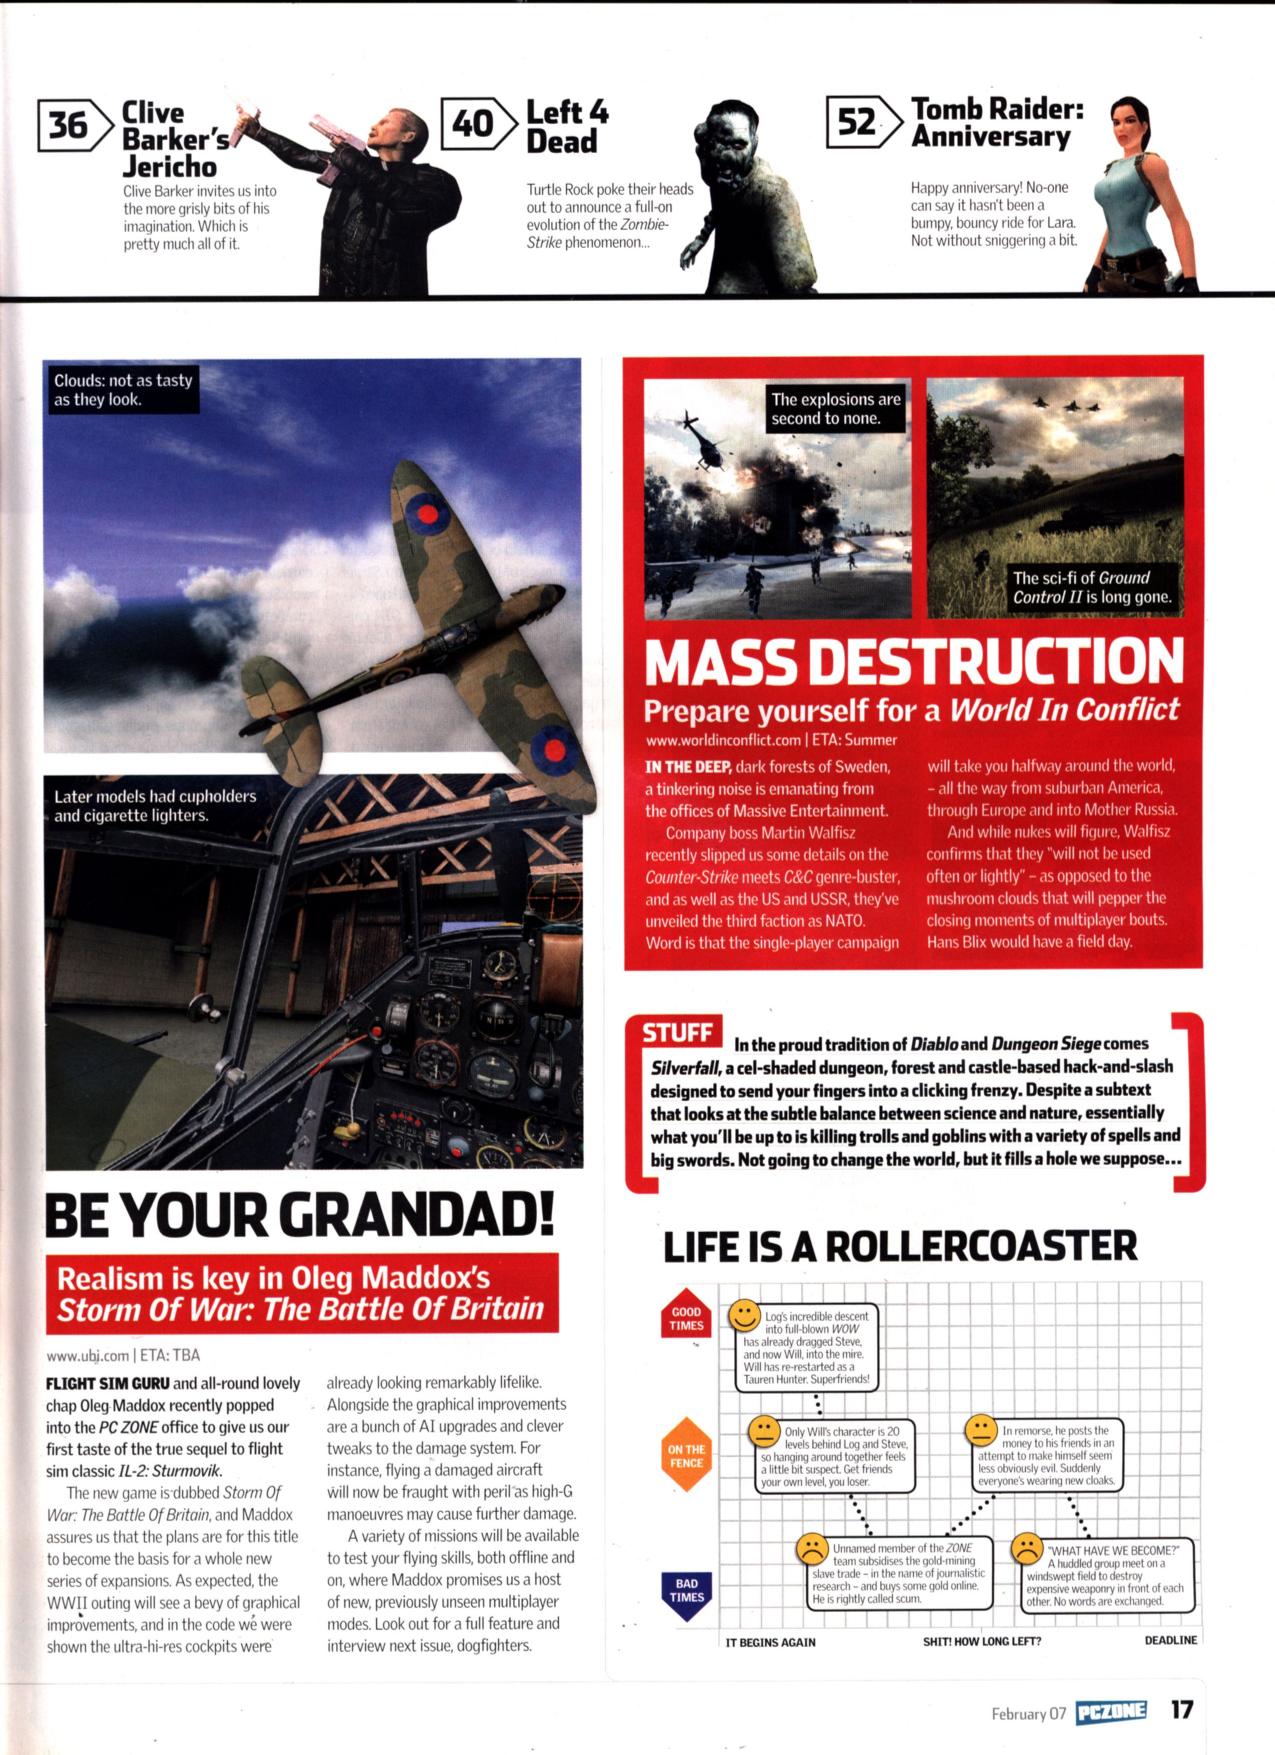 36
Clive
Barker's
Jericho
Clive Barker invites us into
the more grisly bits of his
imagination. Which is
pretty much all of it.
40
Left 4
Dead
Turtle Rock poke their heads
out to announce a full-on
evolution of the Zombie-
Strike phenomenon...
52
Tomb Raider:
Anniversary
Happy anniversary! No-one
can say it hasn't been a
bumpy, bouncy ride for Lara.
Not without sniggering a bit.
Clouds: not as tasty
as they look.
Later models had cupholders
and cigarette lighters.
BE YOUR GRANDAD!
Realism is key in Oleg Maddox's
Storm Of War: The Battle Of Britain
www.ubi.com | ETA: TBA
FLIGHT SIM GURU and all-round lovely
chap Oleg Maddox recently popped
into the PC ZONE office to give us our
first taste of the true sequel to flight
sim classic IL-2: Sturmovik.
The new game is dubbed Storm Of
War: The Battle Of Britain, and Maddox
assures us that the plans are for this title
to become the basis for a whole new
series of expansions. As expected, the
WWII outing will see a bevy of graphical
improvements, and in the code we were
shown the ultra-hi-res cockpits were
already looking remarkably lifelike.
Alongside the graphical improvements
are a bunch of AI upgrades and clever
tweaks to the damage system. For
instance, flying a damaged aircraft
will now be fraught with peril as high-G
manoeuvres may cause further damage.
A variety of missions will be available
to test your flying skills, both offline and
on, where Maddox promises us a host
of new, previously unseen multiplayer
modes. Look out for a full feature and
interview next issue, dogfighters.
The explosions are
second to none.
The sci-fi of Ground
Control II is long gone.
MASS DESTRUCTION
Prepare yourself for a World In Conflict
www.worldinconflict.com | ETA: Summer
IN THE DEEP, dark forests of Sweden,
a tinkering noise is emanating from
the offices of Massive Entertainment.
Company boss Martin Walfisz
recently slipped us some details on the
Counter-Strike meets C&C genre-buster,
and as well as the US and USSR, they've
unveiled the third faction as NATO.
Word is that the single-player campaign
will take you halfway around the world,
– all the way from suburban America,
through Europe and into Mother Russia.
And while nukes will figure, Walfisz
confirms that they "will not be used
often or lightly" – as opposed to the
mushroom clouds that will pepper the
closing moments of multiplayer bouts.
Hans Blix would have a field day.
STUFF
In the proud tradition of Diablo and Dungeon Siege comes
Silverfall, a cel-shaded dungeon, forest and castle-based hack-and-slash
designed to send your fingers into a clicking frenzy. Despite a subtext
that looks at the subtle balance between science and nature, essentially
what you'll be up to is killing trolls and goblins with a variety of spells and
big swords. Not going to change the world, but it fills a hole we suppose...
LIFE IS A ROLLERCOASTER
GOOD
TIMES
Log's incredible descent
into full-blown WOW
has already dragged Steve,
and now Will, into the mire.
Will has re-restarted as a
Tauren Hunter. Superfriends!
ON THE
FENCE
Only Will's character is 20
levels behind Log and Steve,
so hanging around together feels
a little bit suspect. Get friends
your own level, you loser.
In remorse, he posts the
money to his friends in an
attempt to make himself seem
less obviously evil. Suddenly
everyone's wearing new cloaks.
BAD
TIMES
Unnamed member of the ZONE
team subsidises the gold-mining
slave trade – in the name of journalistic
research – and buys some gold online.
He is rightly called scum.
"WHAT HAVE WE BECOME?"
A huddled group meet on a
windswept field to destroy
expensive weaponry in front of each
other. No words are exchanged.
IT BEGINS AGAIN
SHIT! HOW LONG LEFT?
DEADLINE
February 07 PCZONE 17